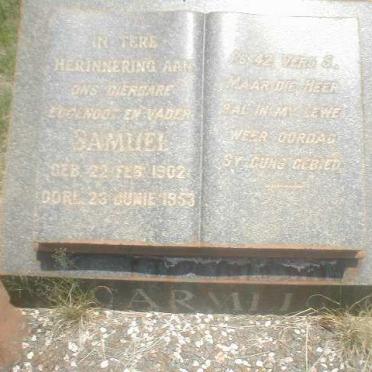 IN TERE
HERINNERING AAN
ONS DIERBARE
EGGENOOT EN VADER
SAMUEL
GEB. 22 FEB. 1902
OORL. 23 JUNIE 1953
PS 42 VERS 8.
MAAR DIE HEER
SAL IN MY LEWE
WEER OORDAG
SY GUNS GEBIED